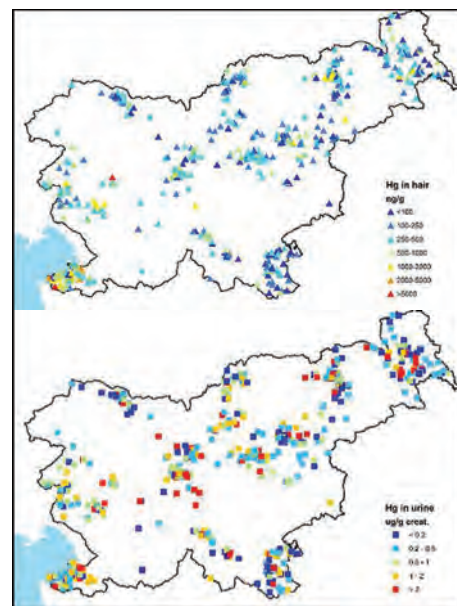 Hg in hair
ng/g
<100
100-250
250-500
500-1000
1000-2000
2000-5000
>5000
Hg in urine
ug/g creat.
< 0.2
0.2 - 0.5
0.5 - 1
1 - 2
> 2